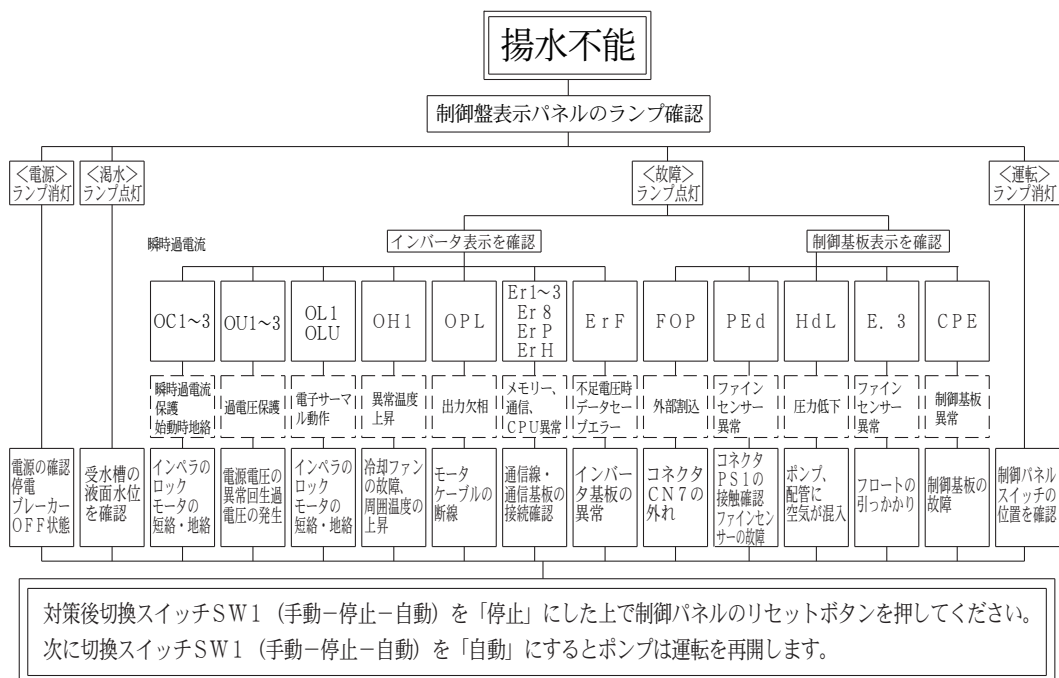 揚水不能
制御盤表示パネルのランプ確認
＜電源＞
ランプ消灯
＜渇水＞
ランプ点灯
＜故障＞
ランプ点灯
＜運転＞
ランプ消灯
瞬時過電流
インバータ表示を確認
制御基板表示を確認
OC1～3
OU1～3
OL1
OLU
OH1
OPL
Er1～3
Er8
ErP
ErH
ErF
FOP
PEd
HdL
E．3
CPE
瞬時過電流
保護
始動時地絡
過電圧保護
電子サーマ
ル動作
異常温度
上昇
出力欠相
メモリー、
通信、
CPU異常
不足電圧時
データセー
ブエラー
外部割込
ファイン
センサー
異常
圧力低下
ファイン
センサー
異常
制御基板
異常
電源の確認
停電
ブレーカー
OFF状態
受水槽の
液面水位
を確認
インペラの
ロック
モータの
短絡・地絡
電源電圧の
異常回生過
電圧の発生
インペラの
ロック
モータの
短絡・地絡
冷却ファン
の故障、
周囲温度の
上昇
モータ
ケーブルの
断線
通信線・
通信基板の
接続確認
インバー
タ基板の
異常
コネクタ
CN7の
外れ
コネクタ
PS1の
接触確認
ファインセン
サーの故障
ポンプ、
配管に
空気が混入
フロートの
引っかかり
制御基板の
故障
制御パネル
スイッチの
位置を確認
対策後切換スイッチSW1（手動−停止−自動）を「停止」にした上で制御パネルのリセットボタンを押してください。
次に切換スイッチSW1（手動−停止−自動）を「自動」にするとポンプは運転を再開します。